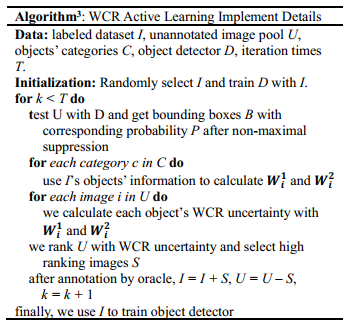 Algorithm³: WCR Active Learning Implement Details
Data: labeled dataset I, unannotated image pool U,
objects' categories C, object detector D, iteration times
T.
Initialization: Randomly select I and train D with I.
for k < T do
test U with D and get bounding boxes B with
corresponding probability P after non-maximal
suppression
for each category c in C do
use I's objects' information to calculate W_i^1 and W_i^2
for each image i in U do
we calculate each object's WCR uncertainty with
W_i^1 and W_i^2
we rank U with WCR uncertainty and select high
ranking images S
after annotation by oracle, I = I + S, U = U – S,
k = k + 1
finally, we use I to train object detector